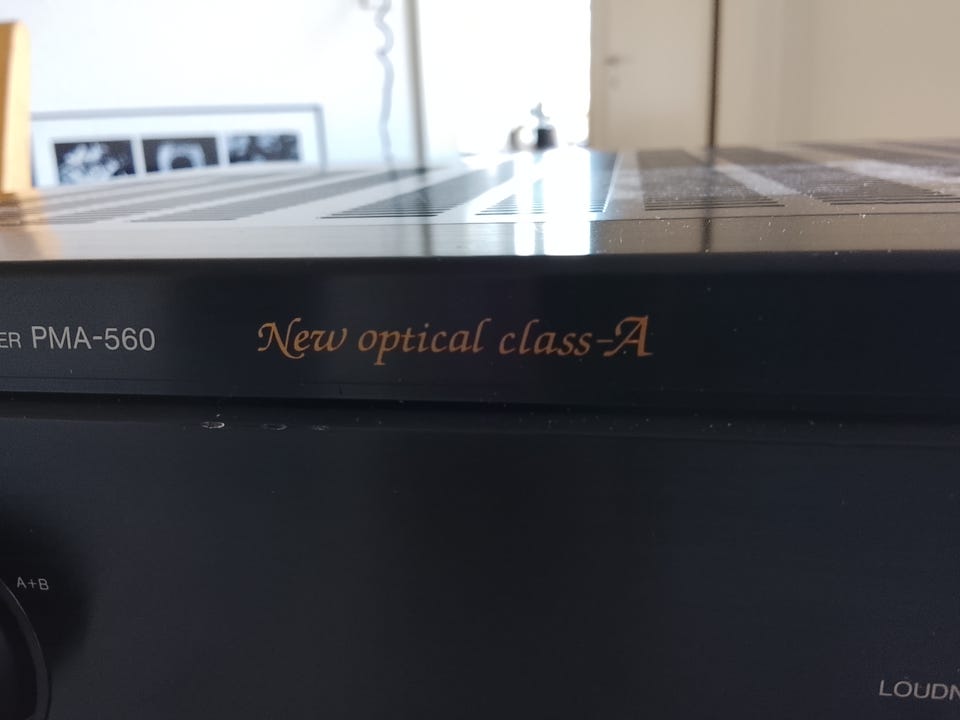 ER PMA-560 New optical class-A
A+B
LOUDN